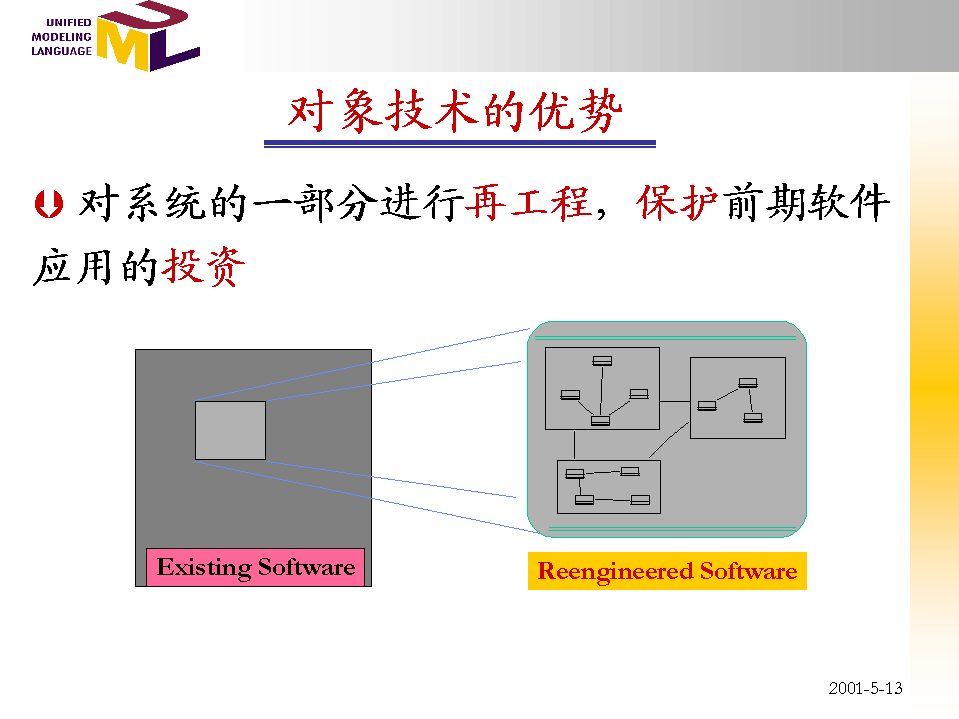 UNIFIED
MODELING
LANGUAGE
UML
对象技术的优势
对系统的一部分进行再工程，保护前期软件
应用的投资
Existing Software
Reengineered Software
2001-5-13